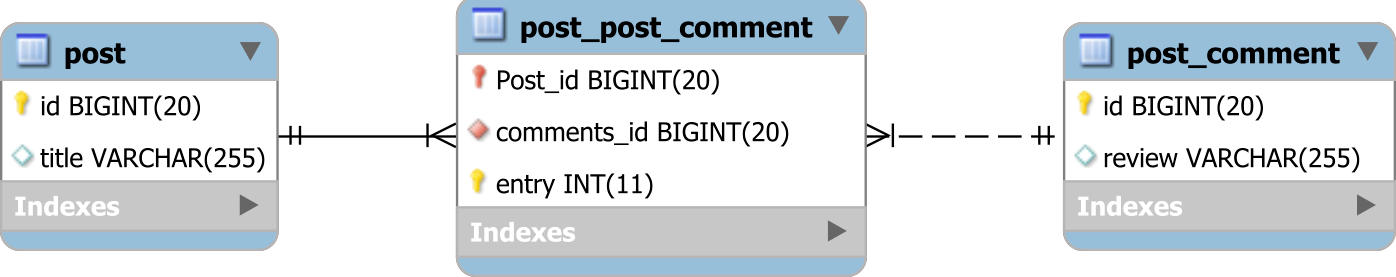 post
id BIGINT(20)
title VARCHAR(255)
Indexes
post_post_comment
Post_id BIGINT(20)
comments_id BIGINT(20)
entry INT(11)
Indexes
post_comment
id BIGINT(20)
review VARCHAR(255)
Indexes